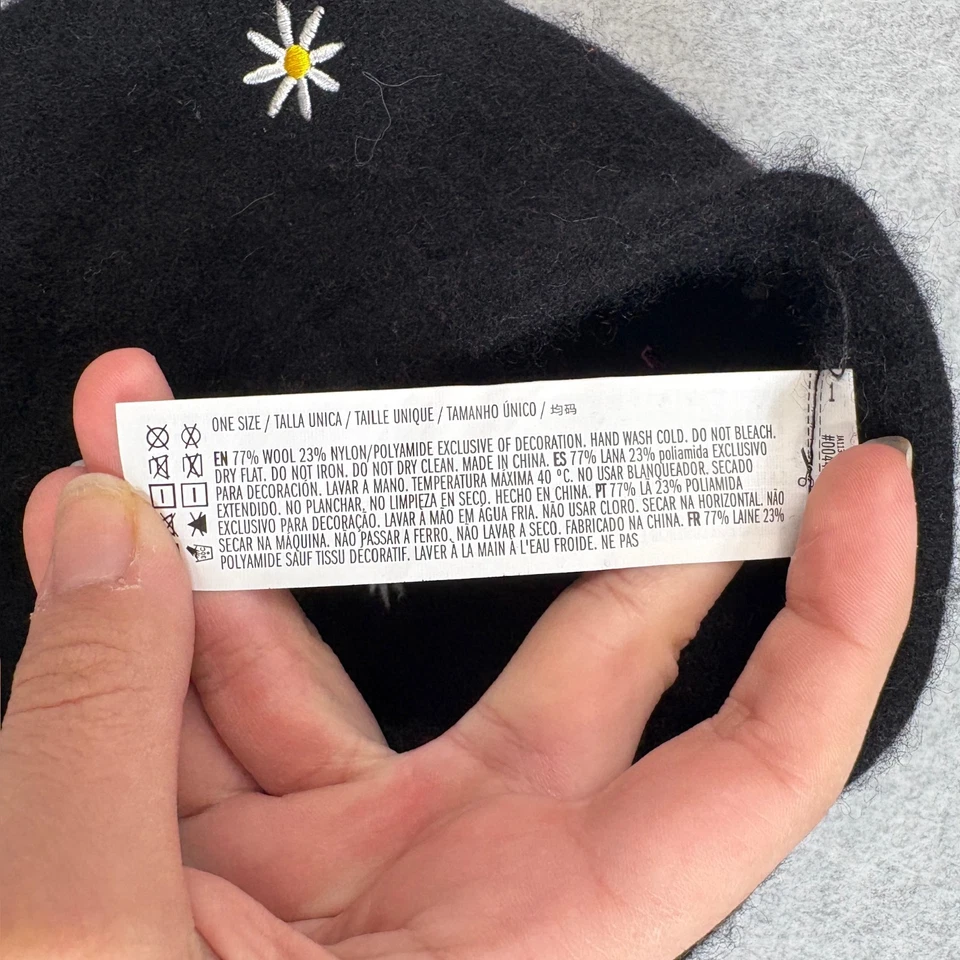 ONE SIZE / TALLA UNICA / TAILLE UNIQUE / TAMANHO ÚNICO / 均码
EN 77% WOOL 23% NYLON/POLYAMIDE EXCLUSIVE OF DECORATION. HAND WASH COLD. DO NOT BLEACH.
DRY FLAT. DO NOT IRON. DO NOT DRY CLEAN. MADE IN CHINA. ES 77% LANA 23% poliamida EXCLUSIVO
PARA DECORACIÓN. LAVAR A MANO. TEMPERATURA MÁXIMA 40 °C. NO USAR BLANQUEADOR. SECADO
EXTENDIDO. NO PLANCHAR. NO LIMPIEZA EN SECO. HECHO EN CHINA. PT 77% LÃ 23% POLIAMIDA
EXCLUSIVO PARA DECORAÇÃO. LAVAR À MÃO EM ÁGUA FRIA. NÃO USAR CLORO. SECAR NA HORIZONTAL. NÃO
SECAR NA MÁQUINA. NÃO PASSAR A FERRO. NÃO LAVAR A SECO. FABRICADO NA CHINA. FR 77% LAINE 23%
POLYAMIDE SAUF TISSU DÉCORATIF. LAVER À LA MAIN À L'EAU FROIDE. NE PAS